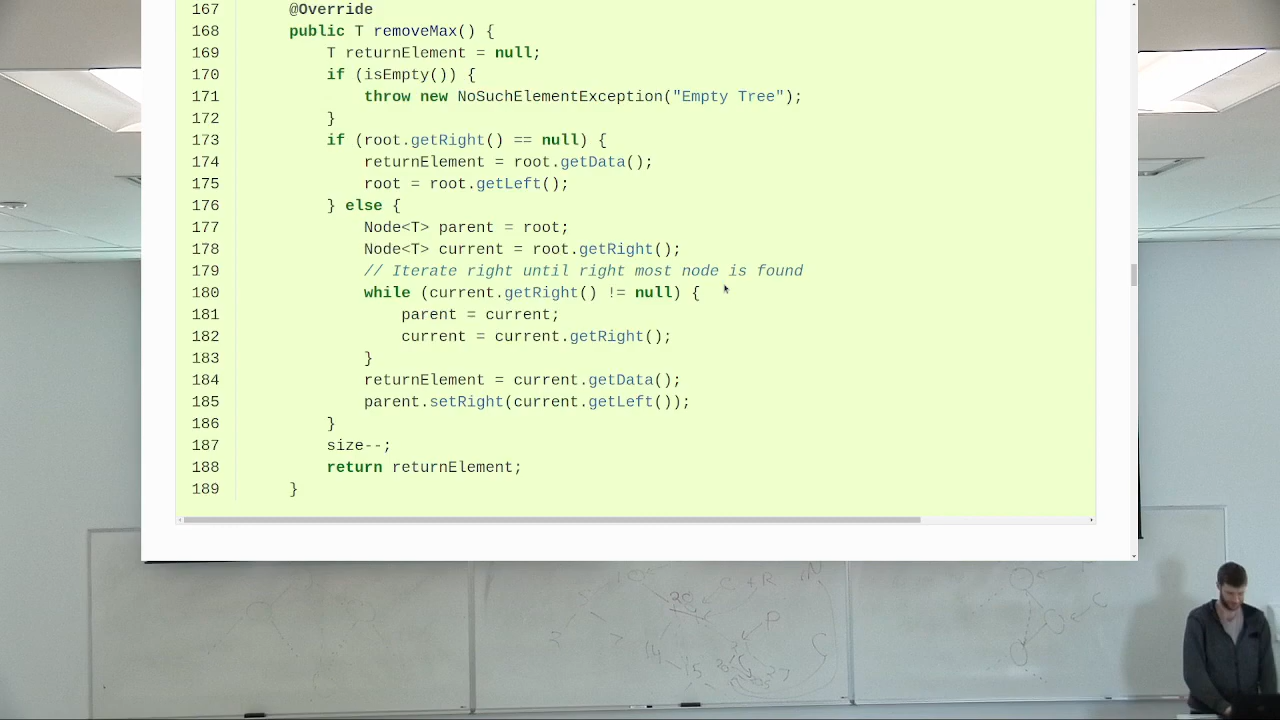 167 @Override
168 public T removeMax() {
169 T returnElement = null;
170 if (isEmpty()) {
171 throw new NoSuchElementException("Empty Tree");
172 }
173 if (root.getRight() == null) {
174 returnElement = root.getData();
175 root = root.getLeft();
176 } else {
177 Node<T> parent = root;
178 Node<T> current = root.getRight();
179 // Iterate right until right most node is found
180 while (current.getRight() != null) {
181 parent = current;
182 current = current.getRight();
183 }
184 returnElement = current.getData();
185 parent.setRight(current.getLeft());
186 }
187 size--;
188 return returnElement;
189 }